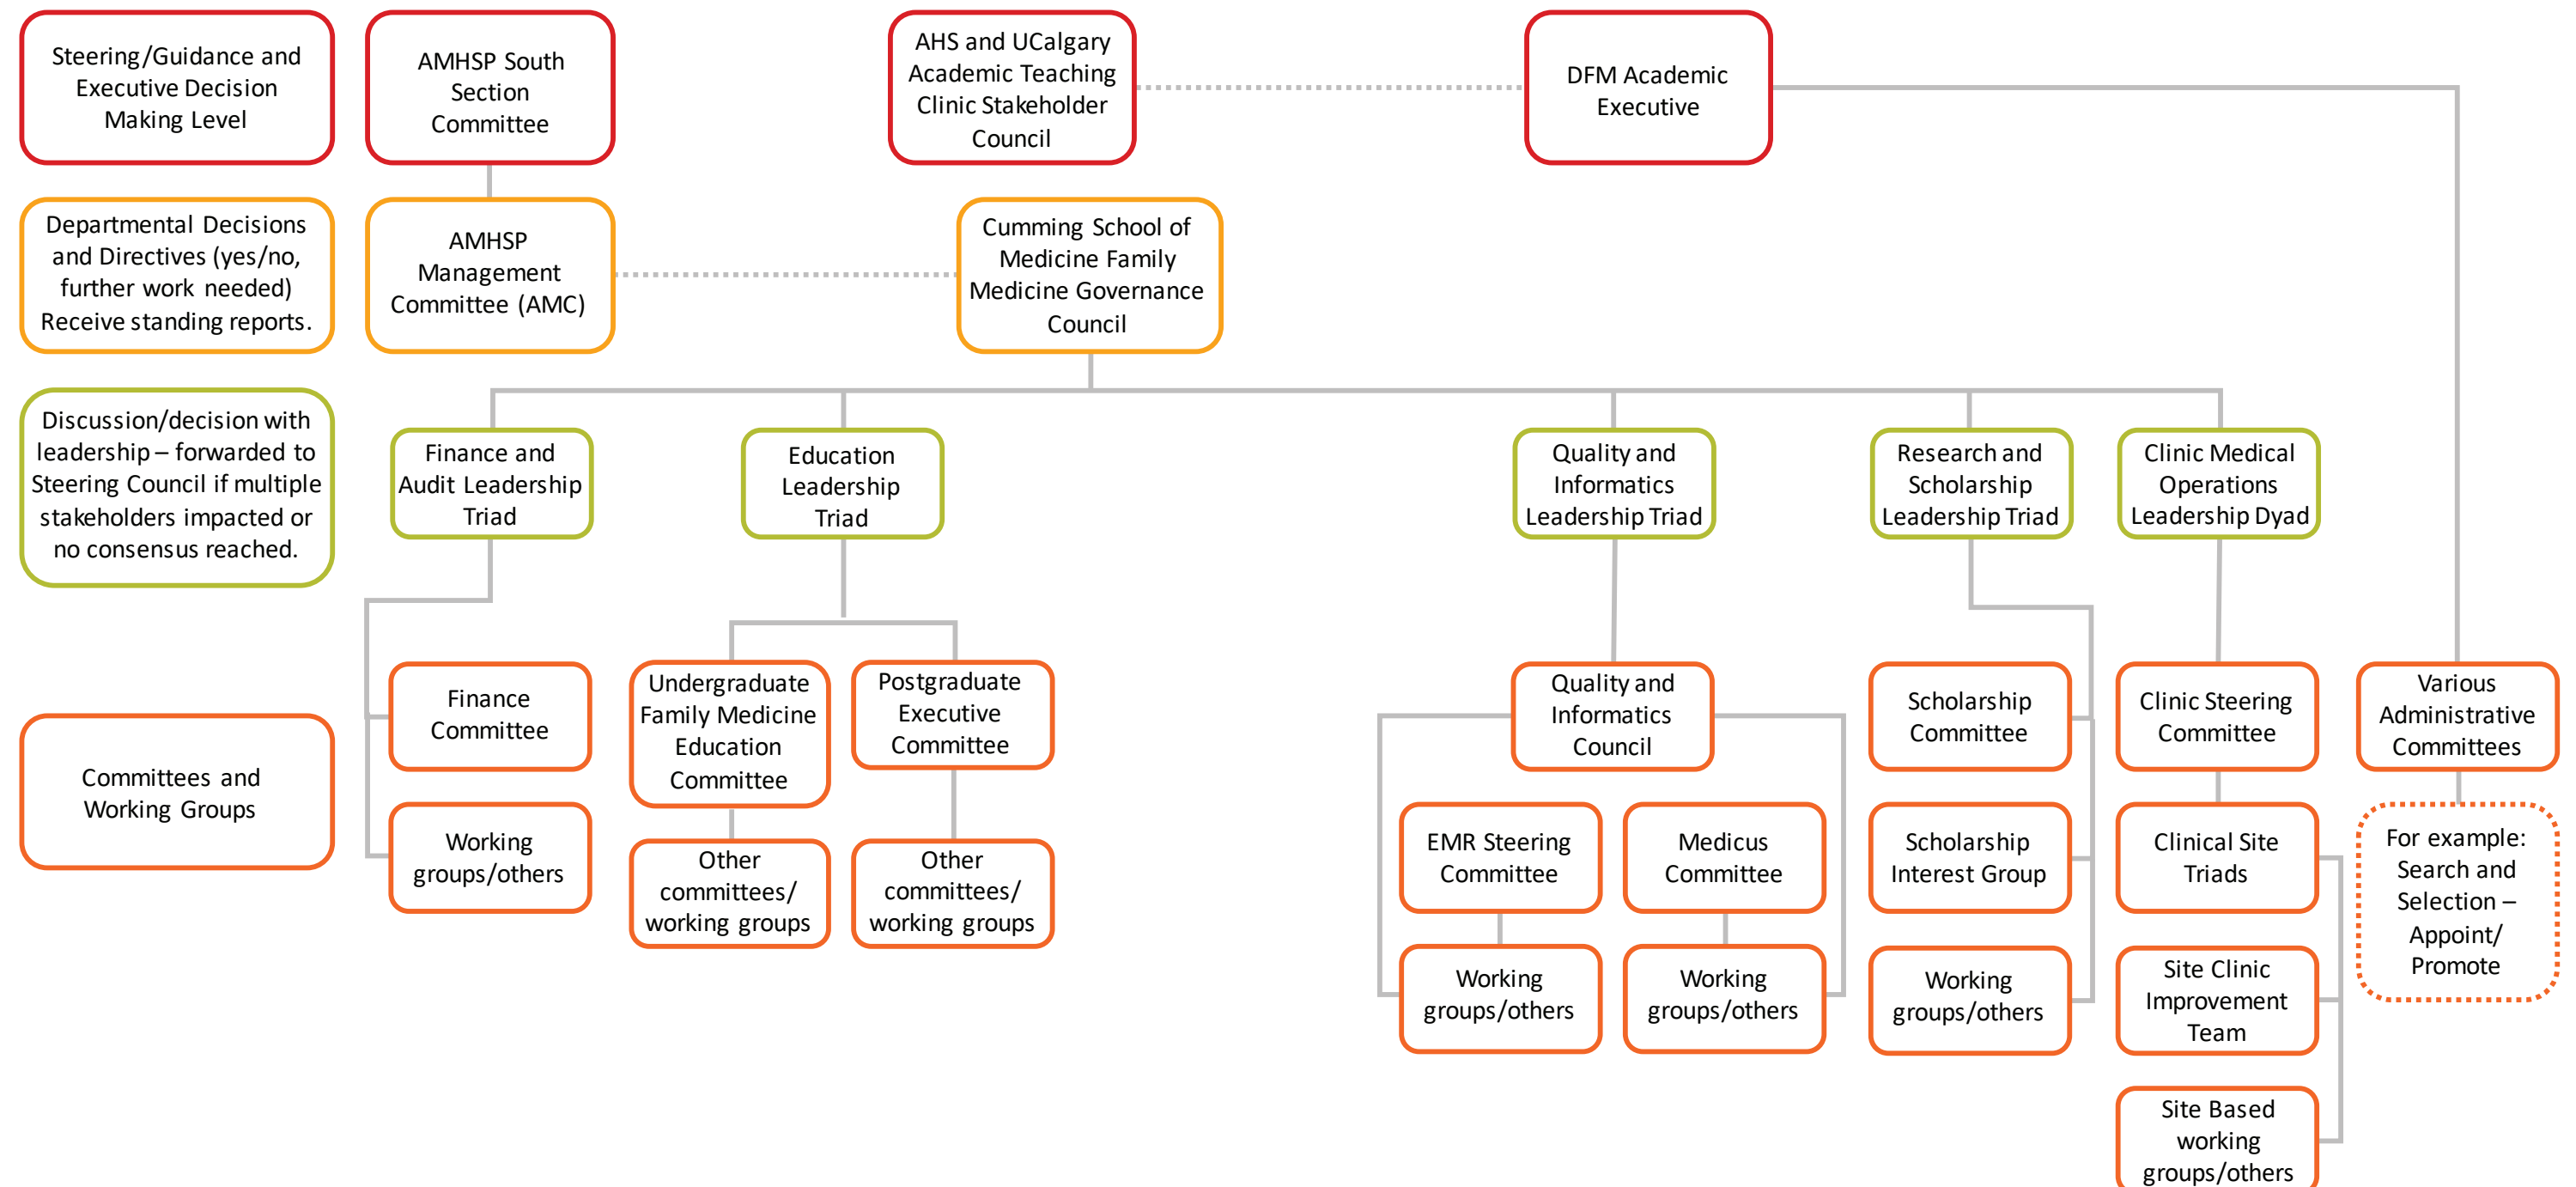 Steering/Guidance and
Executive Decision
Making Level
AMHSP South
Section
Committee
AHS and UCalgary
Academic Teaching
Clinic Stakeholder
Council
DFM Academic
Executive
Departmental Decisions
and Directives (yes/no,
further work needed)
Receive standing reports.
AMHSP
Management
Committee (AMC)
Cumming School of
Medicine Family
Medicine Governance
Council
Discussion/decision with
leadership – forwarded to
Steering Council if multiple
stakeholders impacted or
no consensus reached.
Finance and
Audit Leadership
Triad
Education
Leadership
Triad
Quality and
Informatics
Leadership Triad
Research and
Scholarship
Leadership Triad
Clinic Medical
Operations
Leadership Dyad
Committees and
Working Groups
Finance
Committee
Undergraduate
Family Medicine
Education
Committee
Postgraduate
Executive
Committee
Quality and
Informatics
Council
Scholarship
Committee
Clinic Steering
Committee
Various
Administrative
Committees
Working
groups/others
Other
committees/
working groups
Other
committees/
working groups
EMR Steering
Committee
Medicus
Committee
Scholarship
Interest Group
Clinical Site
Triads
For example:
Search and
Selection –
Appoint/
Promote
Working
groups/others
Working
groups/others
Working
groups/others
Site Clinic
Improvement
Team
Site Based
working
groups/others